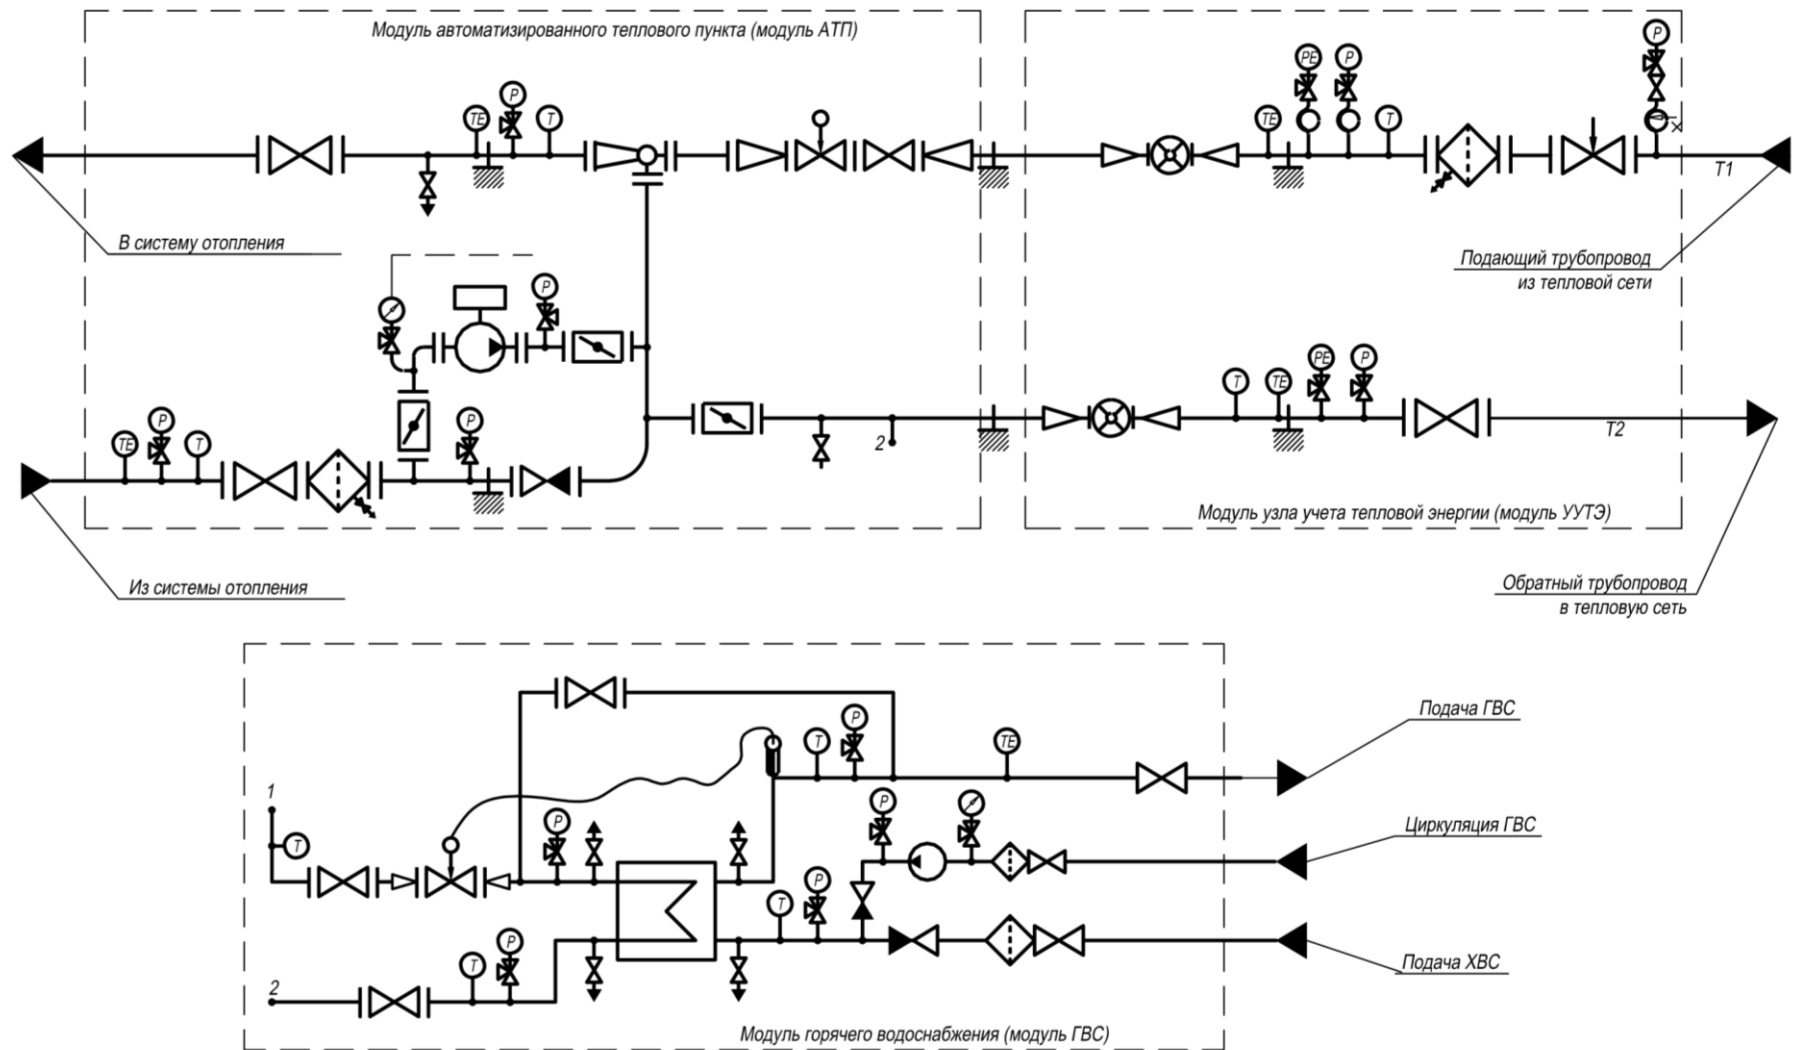 Модуль автоматизированного теплового пункта (модуль АТП)
P
PE
P
TE
P
T
TE
T
T1
В систему отопления
Подающий трубопровод
из тепловой сети
P
T
TE
PE
P
TE
P
T
P
2
T2
Модуль узла учета тепловой энергии (модуль УУТЭ)
Из системы отопления
Обратный трубопровод
в тепловую сеть
Подача ГВС
T
P
TE
1
T
P
P
Циркуляция ГВС
T
P
2
T
P
Подача ХВС
Модуль горячего водоснабжения (модуль ГВС)